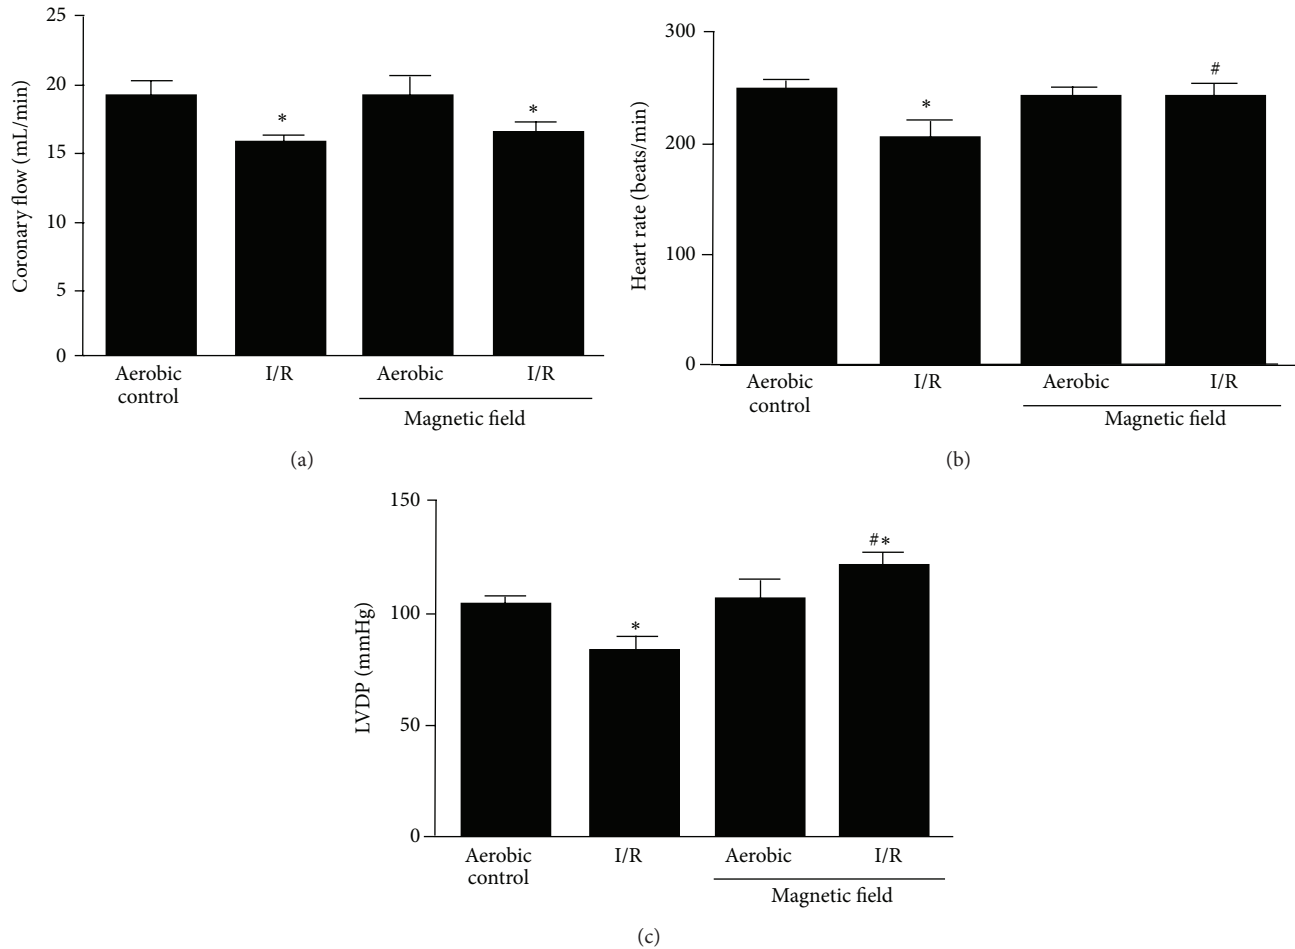 25
20
15
10
5
0
Coronary flow (mL/min)
*
*
Aerobic
control
I/R
Aerobic
I/R
Magnetic field
(a)
300
200
100
0
Heart rate (beats/min)
*
#
Aerobic
control
I/R
Aerobic
I/R
Magnetic field
(b)
150
100
50
0
LVDP (mmHg)
*
#*
Aerobic
control
I/R
Aerobic
I/R
Magnetic field
(c)